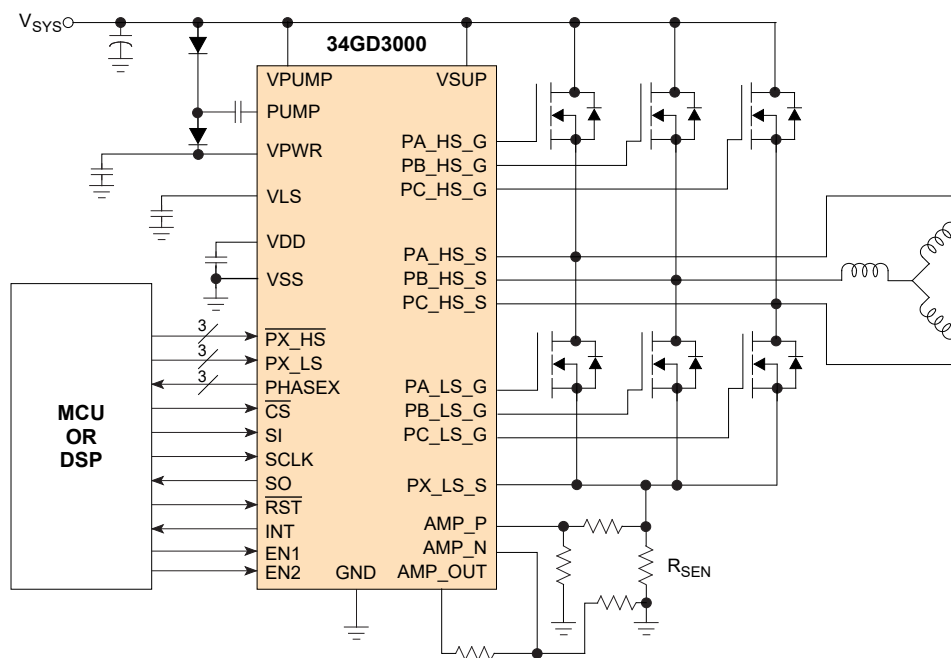 VSYS
34GD3000
VPUMP
VSUP
PUMP
VPWR
VLS
VDD
VSS
PA_HS_G
PB_HS_G
PC_HS_G
PA_HS_S
PB_HS_S
PC_HS_S
3
PX_HS
3
PX_LS
3
PHASEX
CS
SI
SCLK
SO
RST
INT
EN1
EN2
GND
MCU
OR
DSP
PA_LS_G
PB_LS_G
PC_LS_G
PX_LS_S
AMP_P
AMP_N
AMP_OUT
RSEN